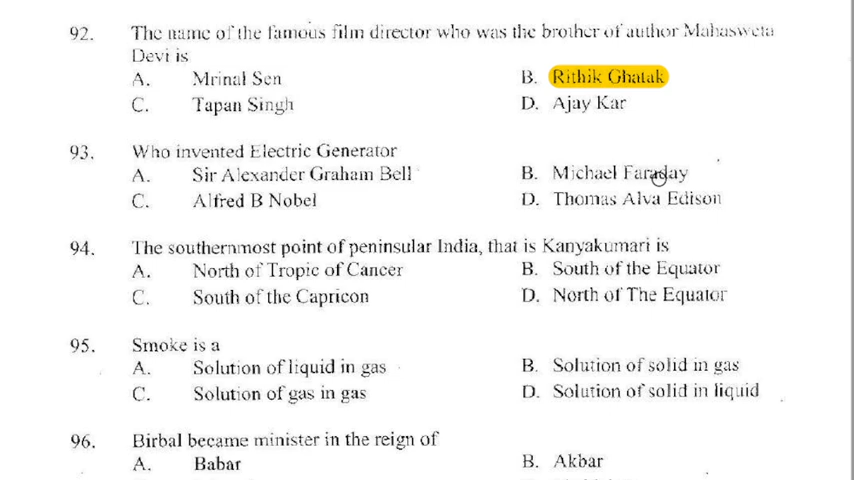 92. The name of the famous film director who was the brother of author Mahasweta
Devi is
A. Mrinal Sen B. Rithik Ghatak
C. Tapan Singh D. Ajay Kar
93. Who invented Electric Generator
A. Sir Alexander Graham Bell B. Michael Faraday
C. Alfred B Nobel D. Thomas Alva Edison
94. The southernmost point of peninsular India, that is Kanyakumari is
A. North of Tropic of Cancer B. South of the Equator
C. South of the Capricon D. North of The Equator
95. Smoke is a
A. Solution of liquid in gas B. Solution of solid in gas
C. Solution of gas in gas D. Solution of solid in liquid
96. Birbal became minister in the reign of
A. Babar B. Akbar